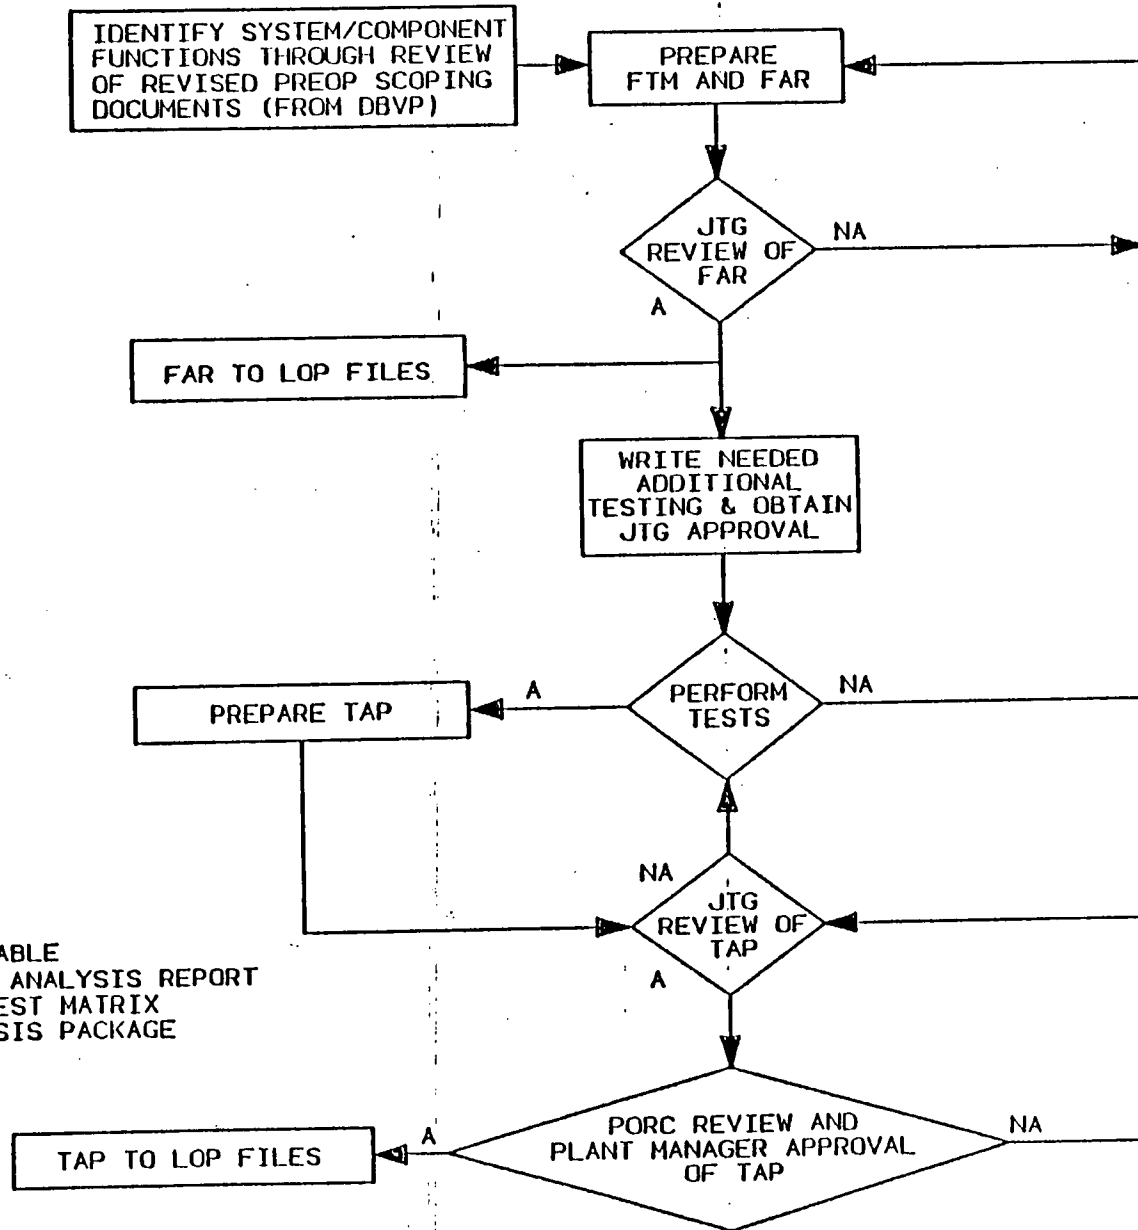 IDENTIFY SYSTEM/COMPONENT
FUNCTIONS THROUGH REVIEW
OF REVISED PREOP SCOPING
DOCUMENTS (FROM DBVP)
PREPARE
FTM AND FAR
JTG
REVIEW OF
FAR
NA
A
FAR TO LOP FILES
WRITE NEEDED
ADDITIONAL
TESTING & OBTAIN
JTG APPROVAL
PERFORM
TESTS
A
NA
PREPARE TAP
NA
JTG
REVIEW OF
TAP
A
ABLE
ANALYSIS REPORT
EST MATRIX
SIS PACKAGE
PORC REVIEW AND
PLANT MANAGER APPROVAL
OF TAP
NA
A
TAP TO LOP FILES